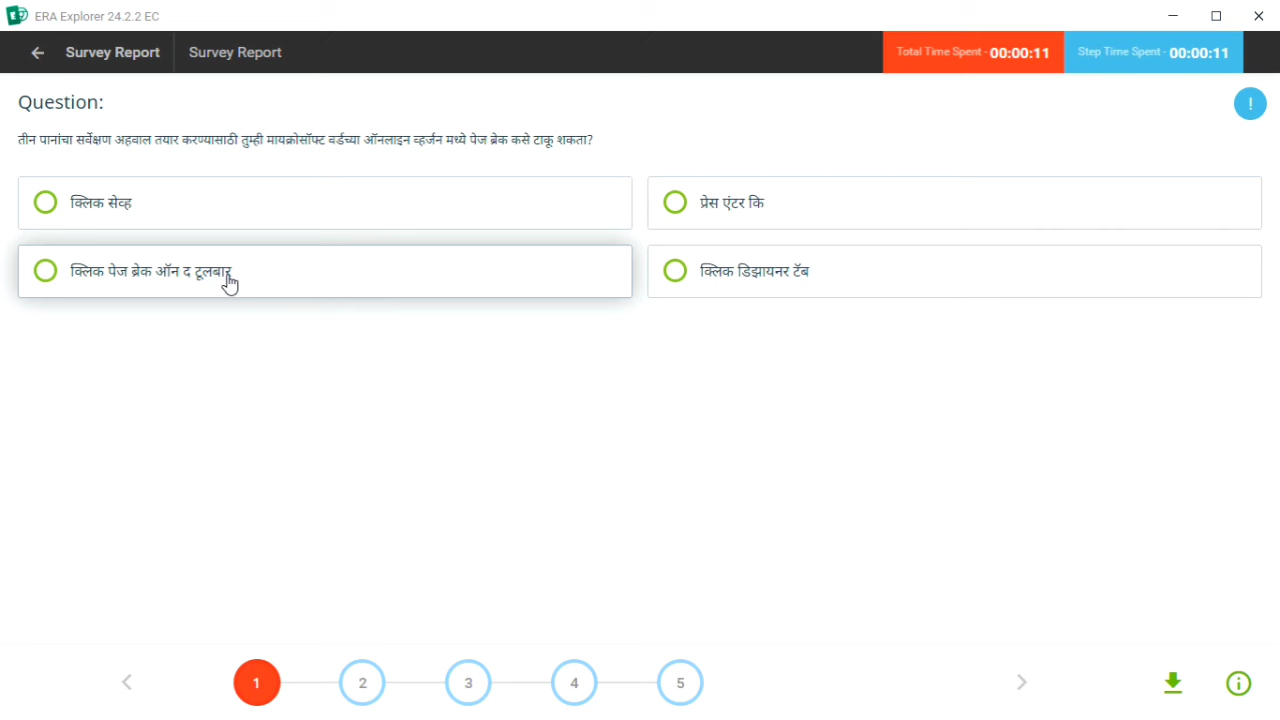 ERA Explorer 24.2.2 EC
Survey Report
Survey Report
Total Time Spent - 00:00:11
Step Time Spent - 00:00:11
Question:
तीन पानांचा सर्वेक्षण अहवाल तयार करण्यासाठी तुम्ही मायक्रोसॉफ्ट वर्डच्या ऑनलाइन व्हर्जन मध्ये पेज ब्रेक कसे टाकू शकता?
क्लिक सेव्ह
प्रेस एंटर कि
क्लिक पेज ब्रेक ऑन द टूलबार
क्लिक डिझायनर टॅब
1 2 3 4 5